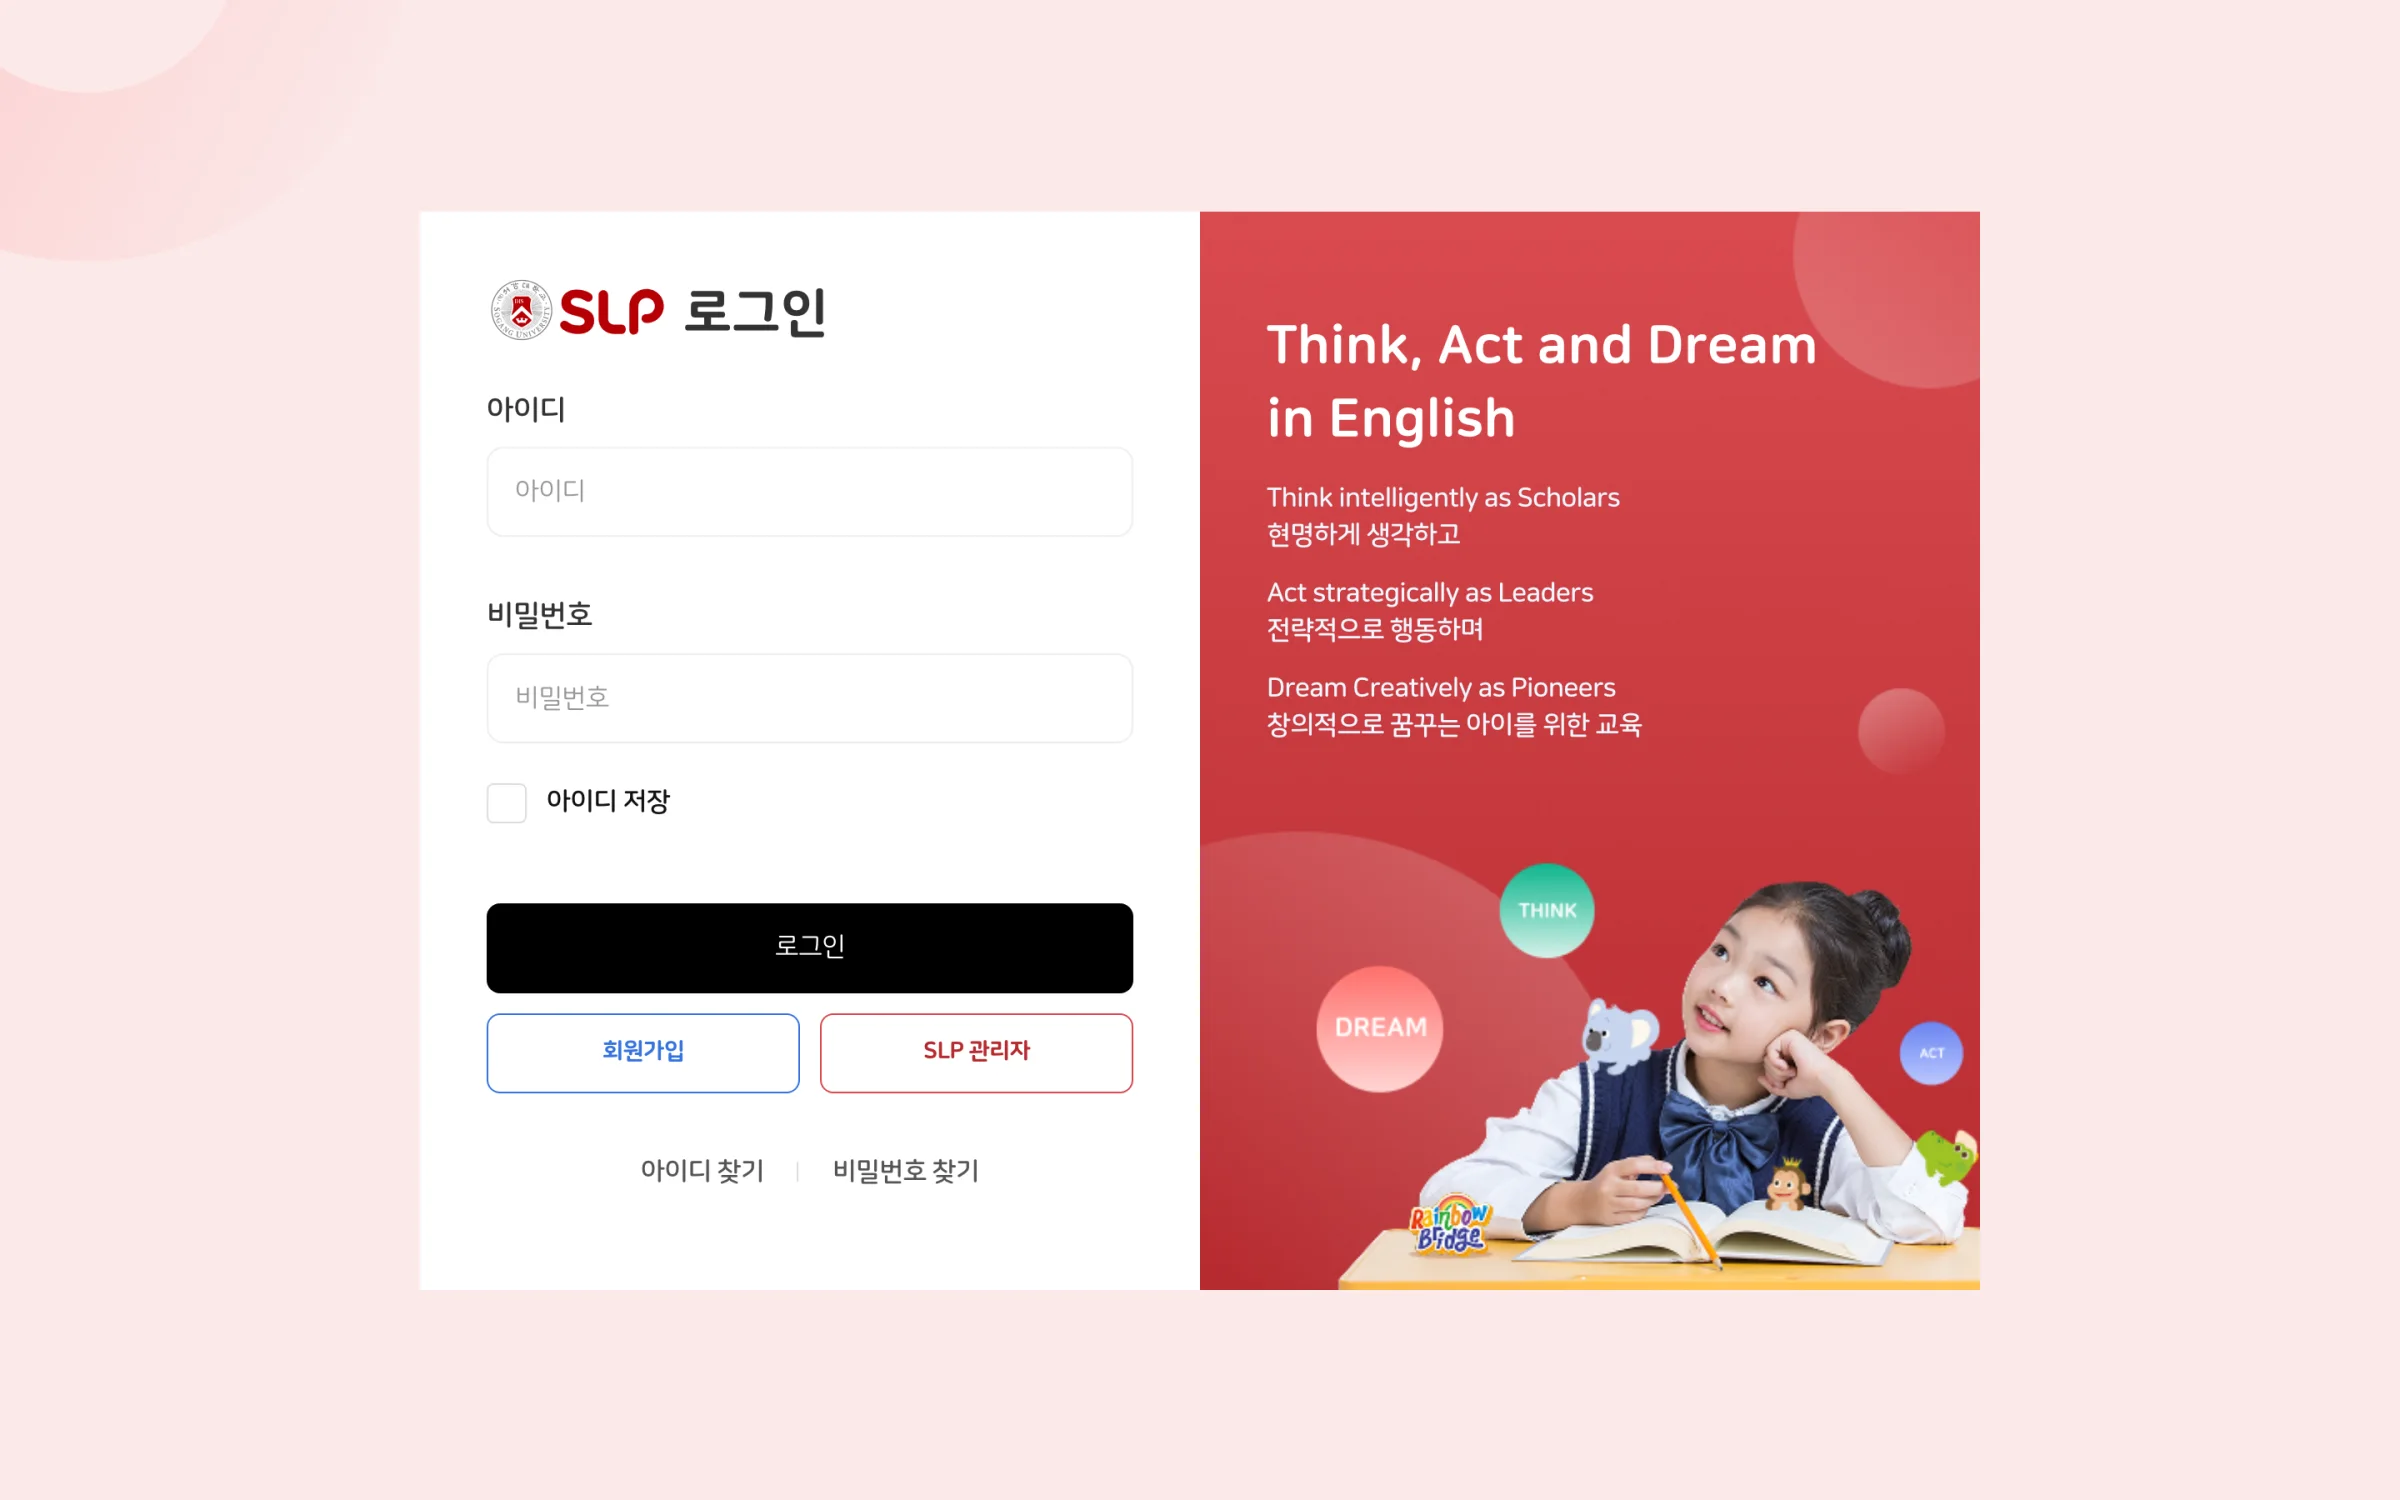 SLP 로그인
아이디
아이디
비밀번호
비밀번호
아이디 저장
로그인
회원가입
SLP 관리자
아이디 찾기
비밀번호 찾기
Think, Act and Dream
in English
Think intelligently as Scholars
현명하게 생각하고
Act strategically as Leaders
전략적으로 행동하며
Dream Creatively as Pioneers
창의적으로 꿈꾸는 아이를 위한 교육
THINK
DREAM
ACT
Rainbow
Bridge